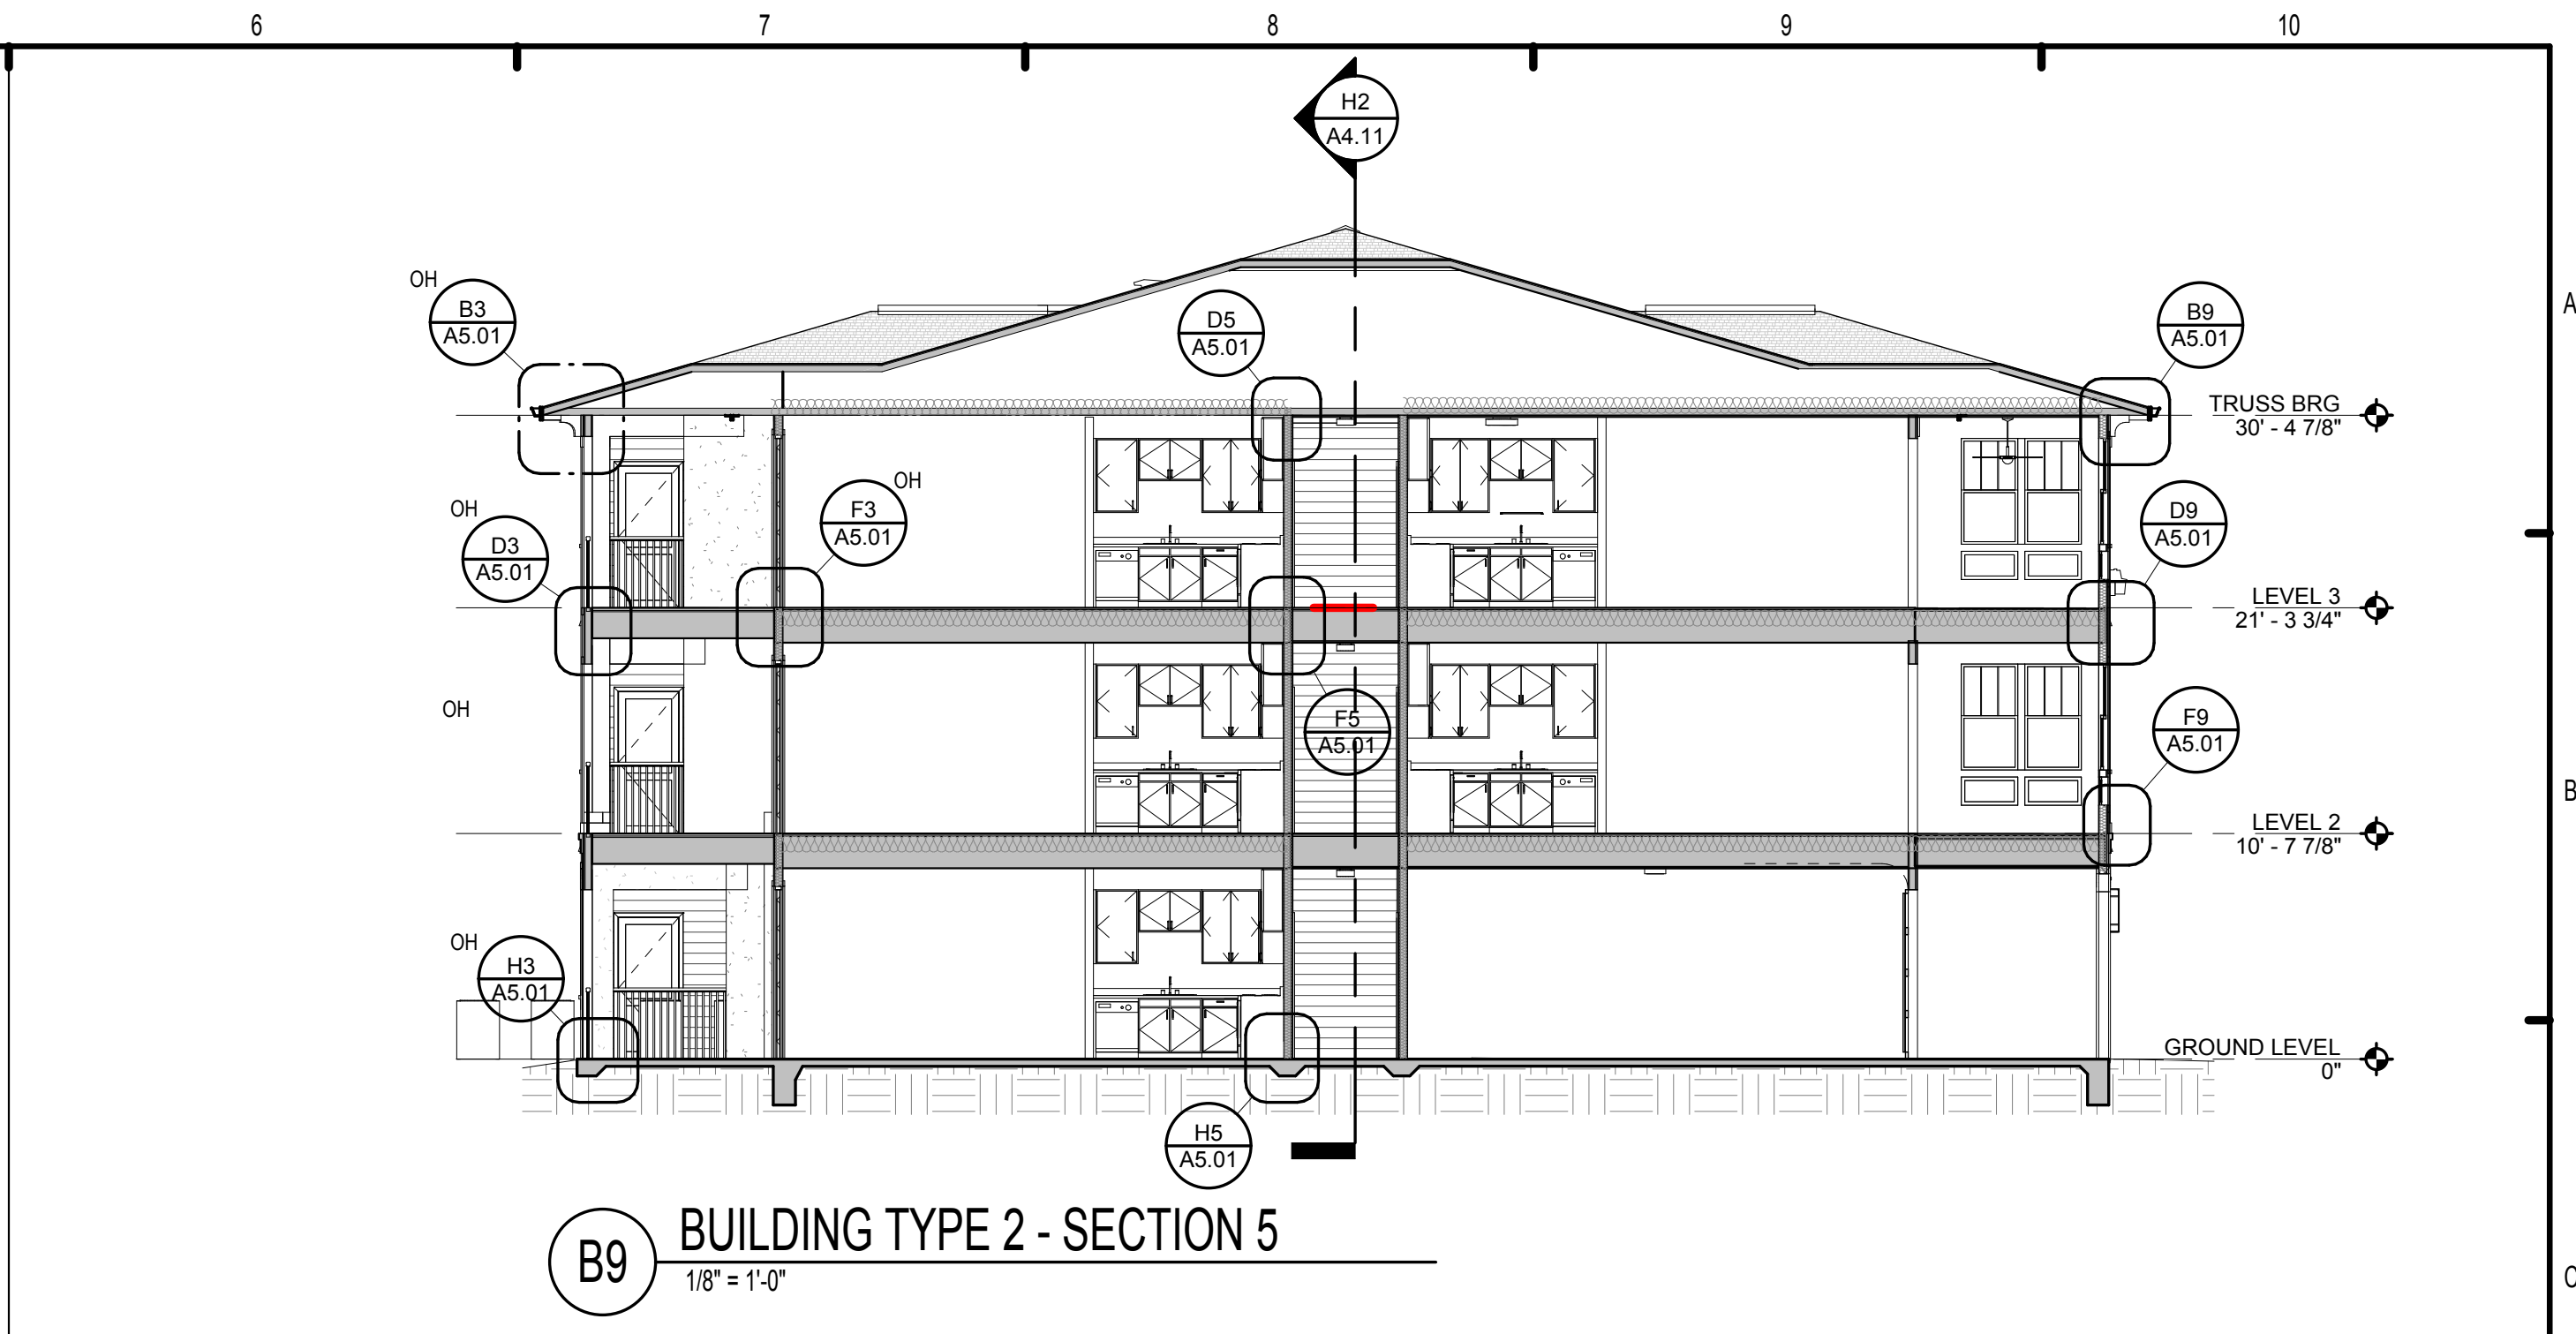 6 7 8 9 10
H2
A4.11
OH
B3
A5.01
D5
A5.01
B9
A5.01
A
TRUSS BRG
30' - 4 7/8"
OH
F3
A5.01
OH
D3
A5.01
D9
A5.01
LEVEL 3
21' - 3 3/4"
OH
F5
A5.01
F9
A5.01
B
LEVEL 2
10' - 7 7/8"
OH
H3
A5.01
GROUND LEVEL
0"
H5
A5.01
B9
BUILDING TYPE 2 - SECTION 5
1/8" = 1'-0"
C